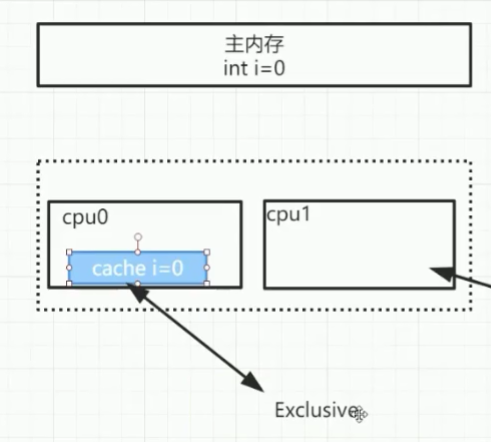 主内存
int i=0
cpu0
cpu1
cache i=0
Exclusive